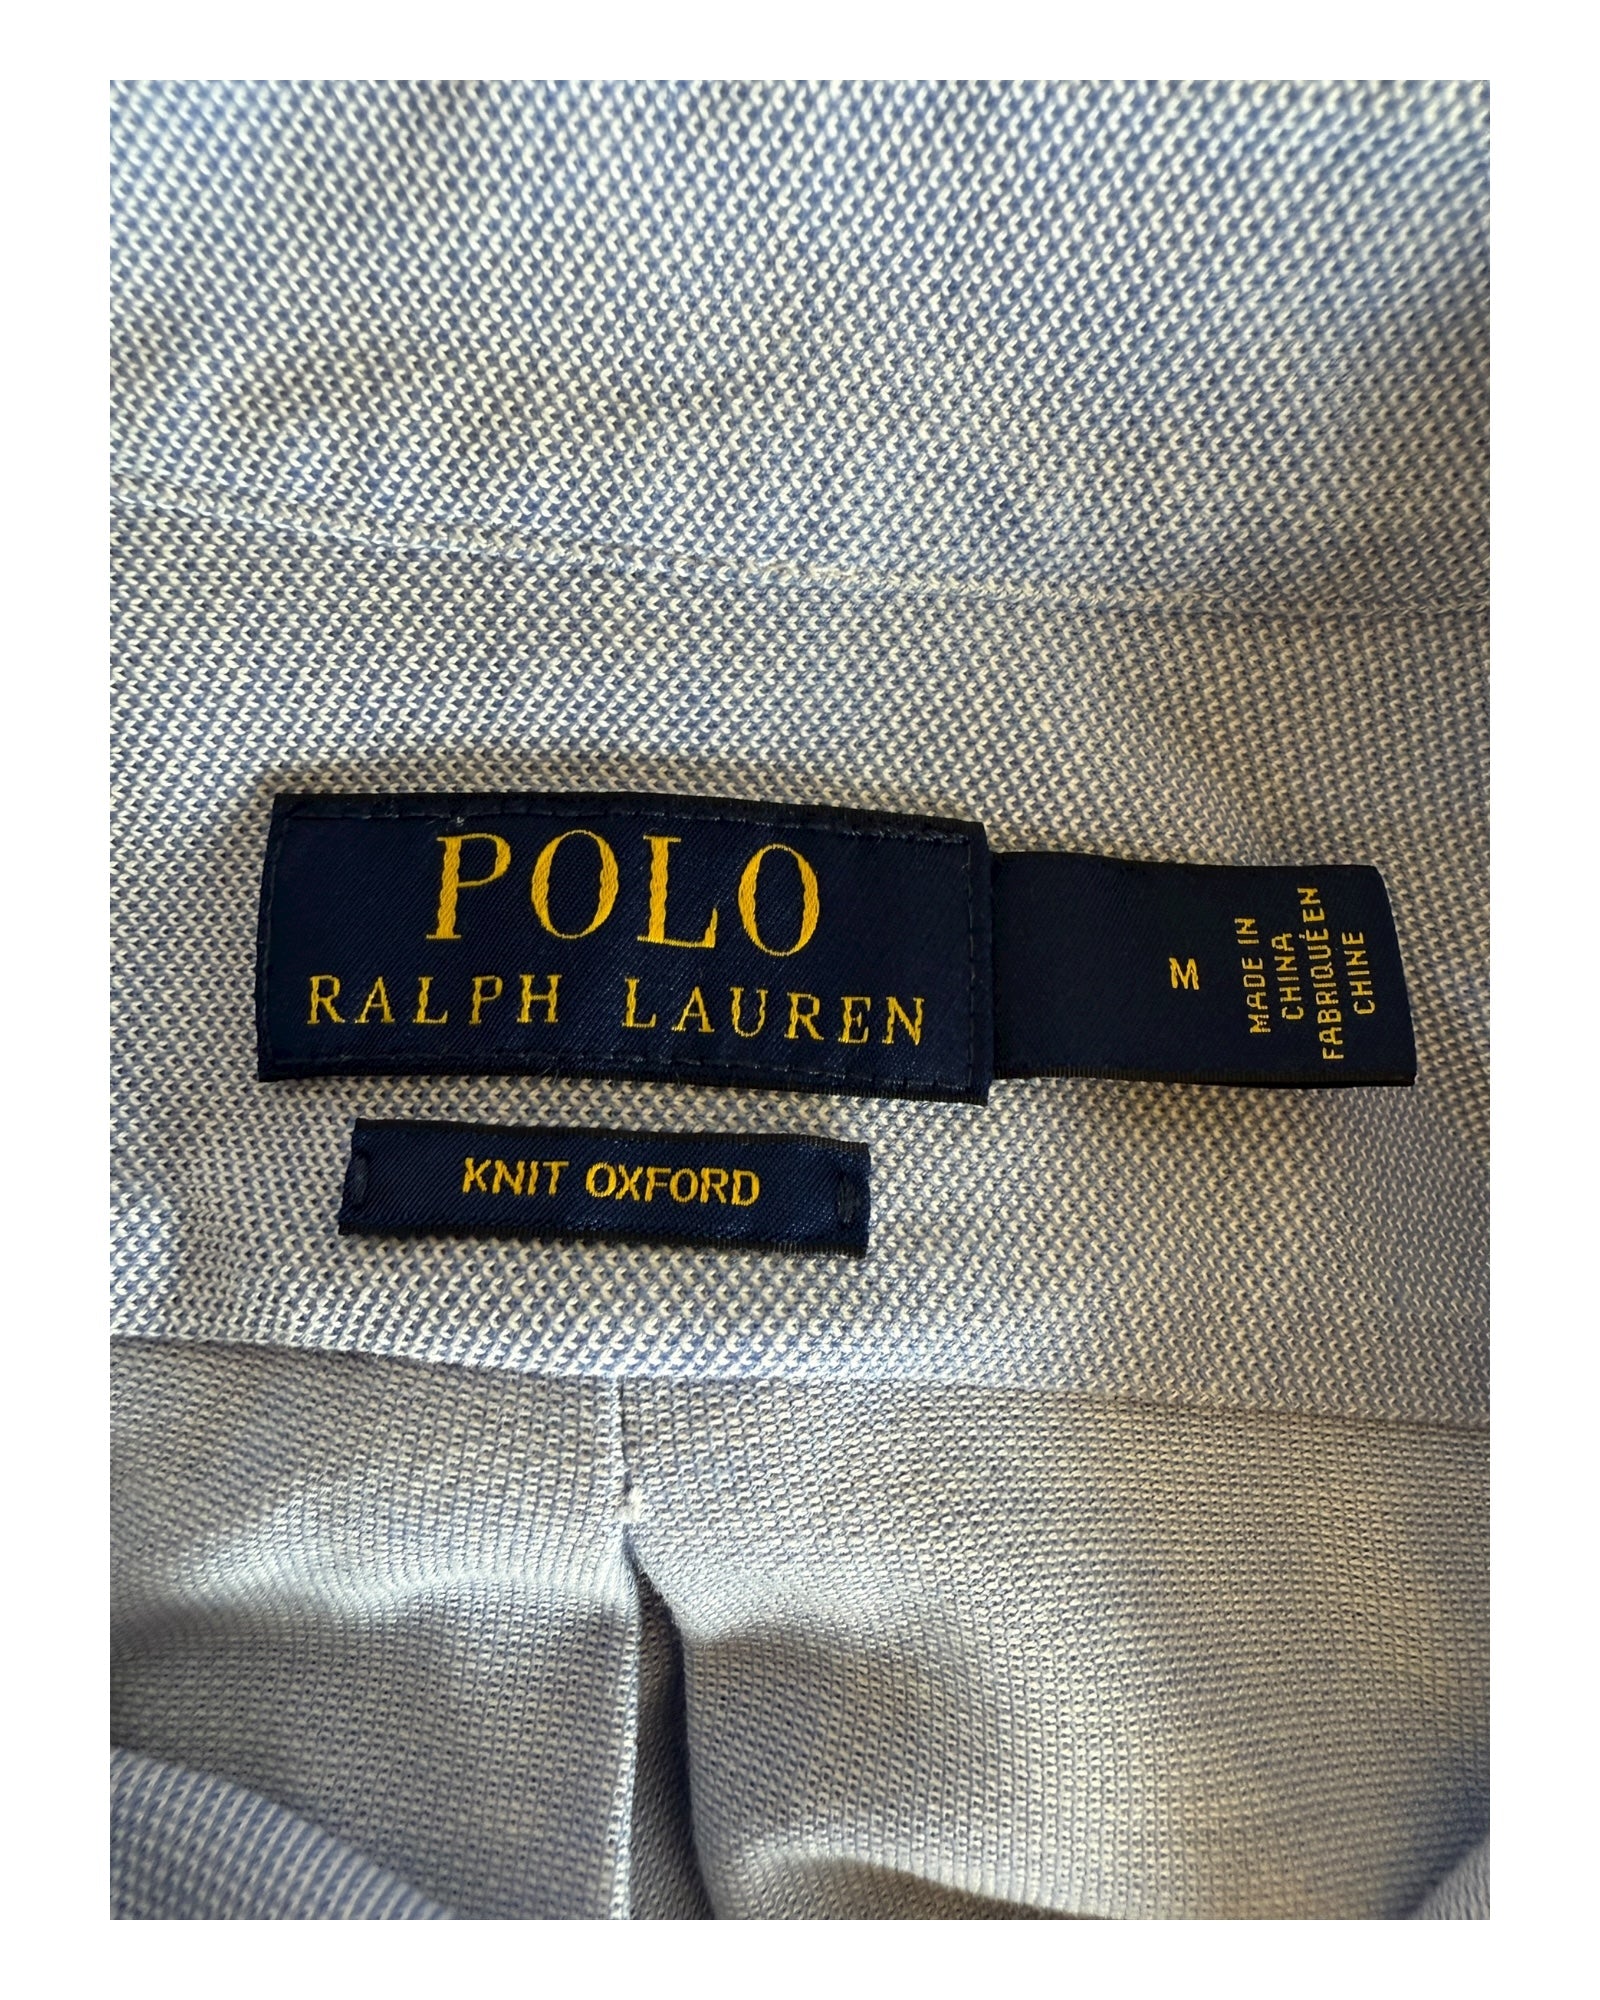 POLO
RALPH LAUREN
M
MADE IN
CHINA
FABRIQUÉ EN
CHINE
KNIT OXFORD